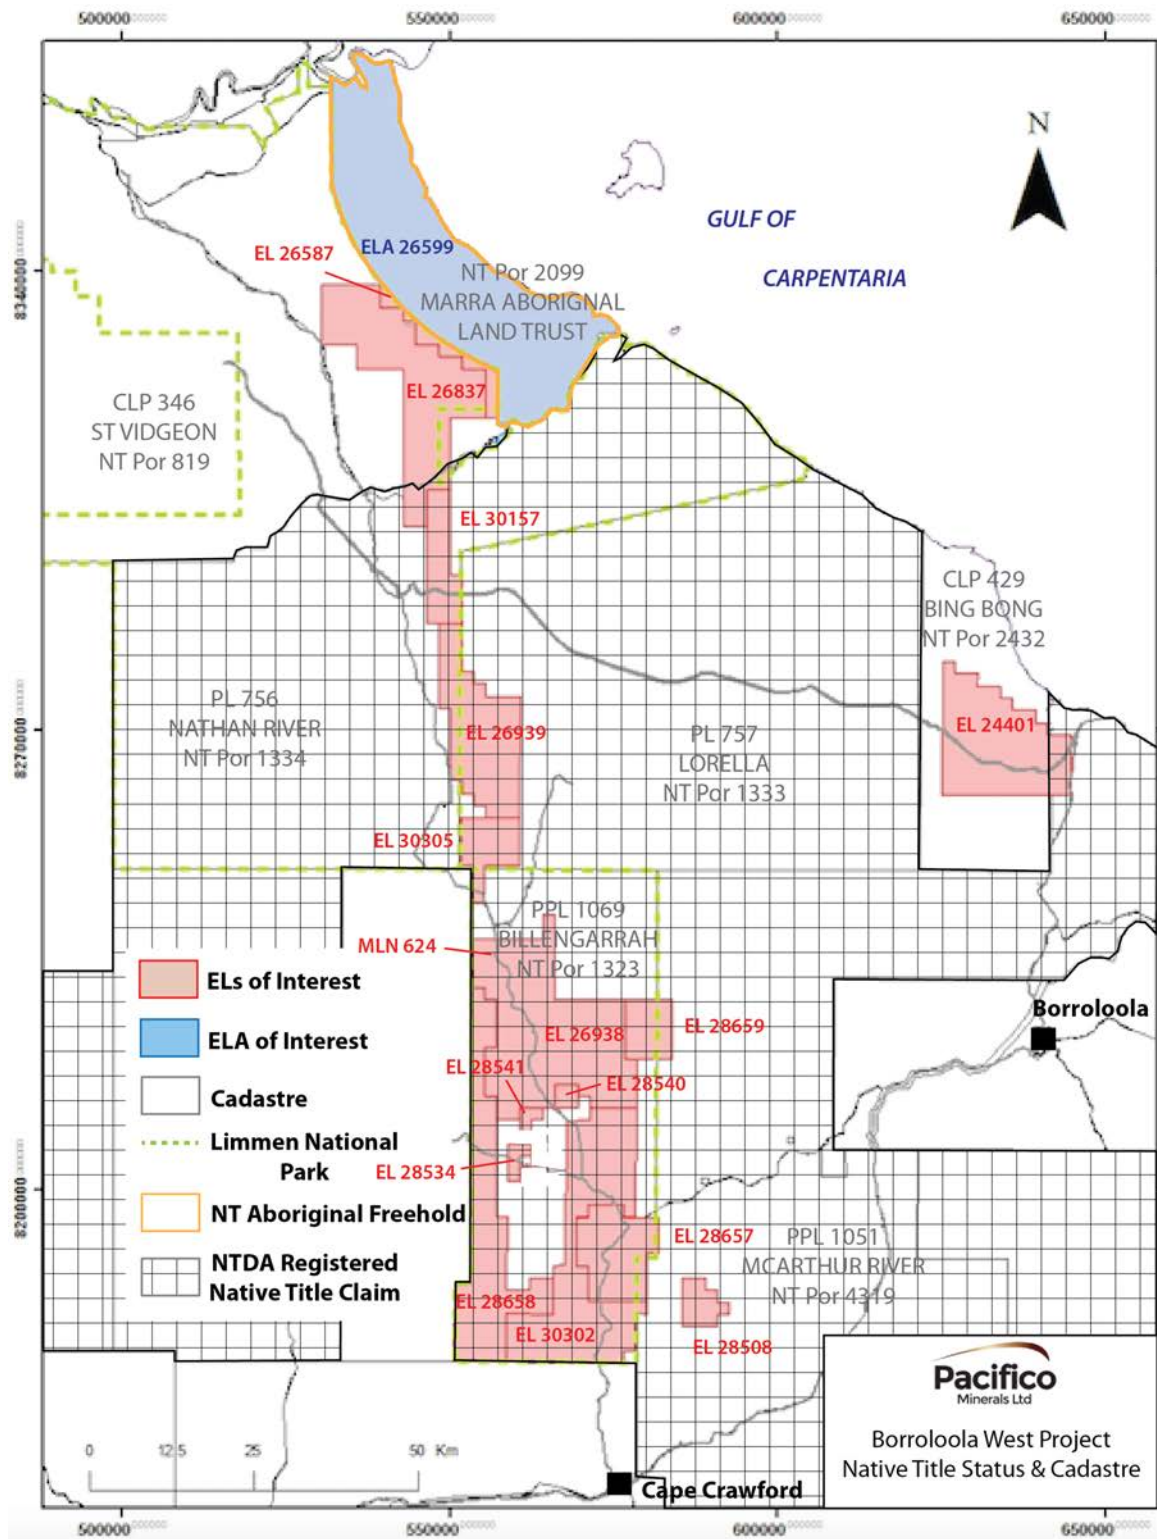 500000
550000
600000
650000
N
GULF OF
CARPENTARIA
EL 26587
ELA 26599
NT Por 2099
MARRA ABORIGNAL
LAND TRUST
8340000
EL 26837
CLP 346
ST VIDGEON
NT Por 819
EL 30157
CLP 429
BING BONG
NT Por 2432
PL 756
NATHAN RIVER
NT Por 1334
EL 26939
PL 757
LORELLA
NT Por 1333
EL 24401
8270000
EL 30305
PPL 1069
BILLENGARRAH
NT Por 1323
MLN 624
EL 26938
EL 28659
Borroloola
EL 28541
EL 28540
EL 28534
8200000
EL 28657
PPL 1051
MCARTHUR RIVER
NT Por 4319
EL 28658
EL 30302
EL 28508
ELs of Interest
ELA of Interest
Cadastre
Limmen National
Park
NT Aboriginal Freehold
NTDA Registered
Native Title Claim
0 12.5 25 50 Km
Cape Crawford
Pacifico
Minerals Ltd
Borroloola West Project
Native Title Status & Cadastre
500000
550000
600000
650000